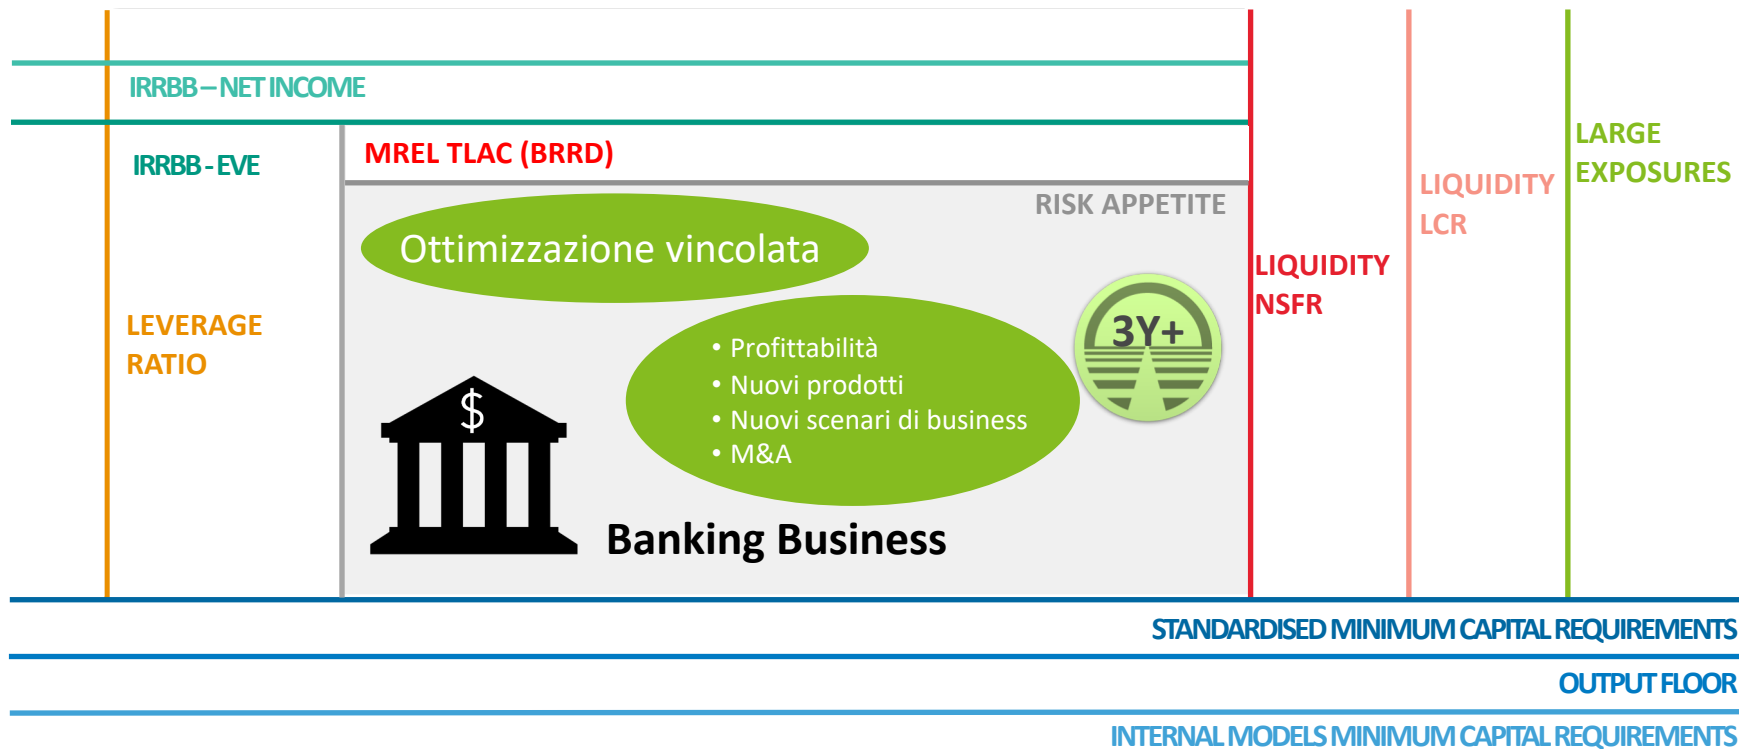 IRRBB – NET INCOME
IRRBB - EVE
MREL TLAC (BRRD)
RISK APPETITE
LARGE
EXPOSURES
LIQUIDITY
LCR
LIQUIDITY
NSFR
LEVERAGE
RATIO
Ottimizzazione vincolata
3Y+
• Profittabilità
• Nuovi prodotti
• Nuovi scenari di business
• M&A
$
Banking Business
STANDARDISED MINIMUM CAPITAL REQUIREMENTS
OUTPUT FLOOR
INTERNAL MODELS MINIMUM CAPITAL REQUIREMENTS